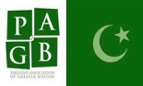 PA
GB
PAKISTAN ASSOCIATION
OF GREATER BOSTON